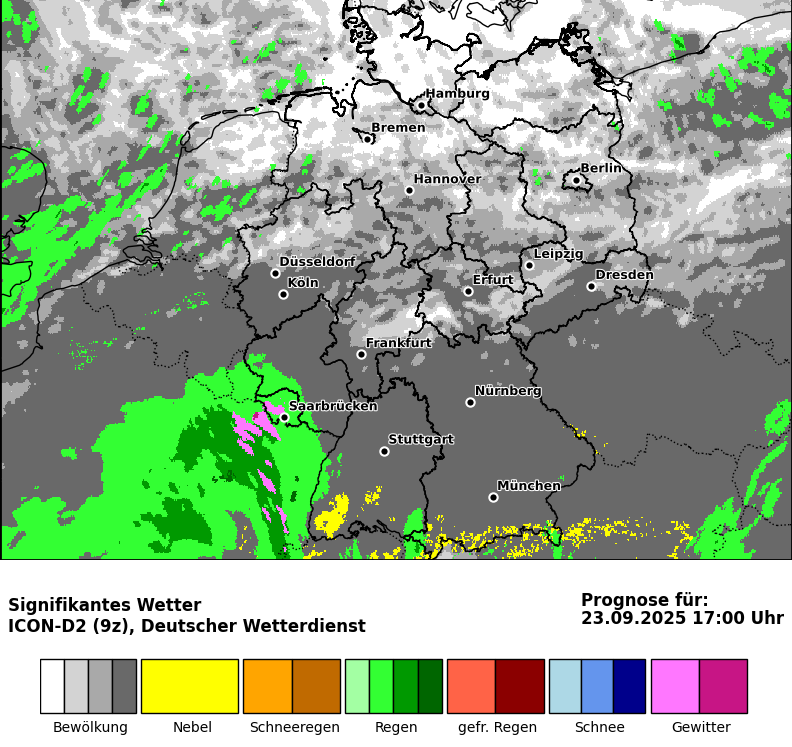 Hamburg
Bremen
Berlin
Hannover
Leipzig
Düsseldorf
Dresden
Köln
Erfurt
Frankfurt
Nürnberg
Saarbrücken
Stuttgart
München
Signifikantes Wetter
ICON-D2 (9z), Deutscher Wetterdienst
Prognose für:
23.09.2025 17:00 Uhr
Bewölkung
Nebel
Schneeregen
Regen
gefr. Regen
Schnee
Gewitter